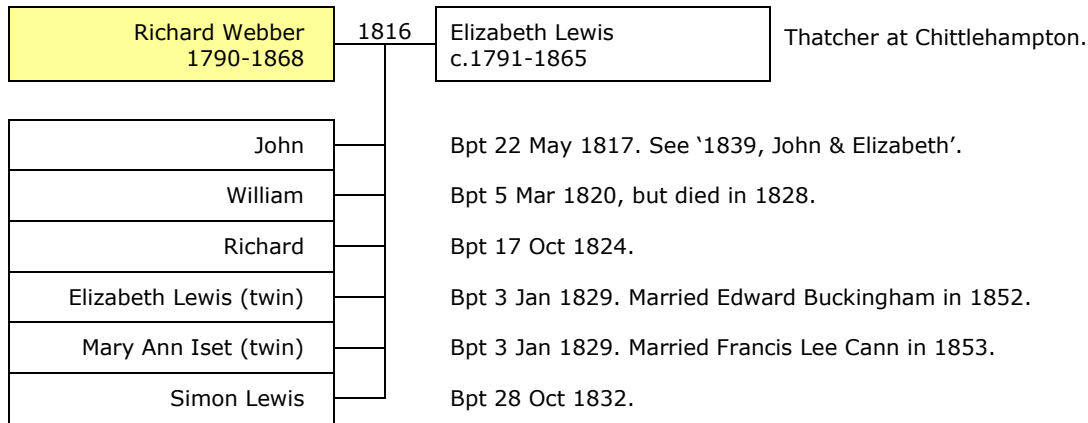 Richard Webber 1816 Elizabeth Lewis Thatcher at Chittlehampton.
1790-1868 c.1791-1865
John Bpt 22 May 1817. See ‘1839, John & Elizabeth’.
William Bpt 5 Mar 1820, but died in 1828.
Richard Bpt 17 Oct 1824.
Elizabeth Lewis (twin) Bpt 3 Jan 1829. Married Edward Buckingham in 1852.
Mary Ann Iset (twin) Bpt 3 Jan 1829. Married Francis Lee Cann in 1853.
Simon Lewis Bpt 28 Oct 1832.